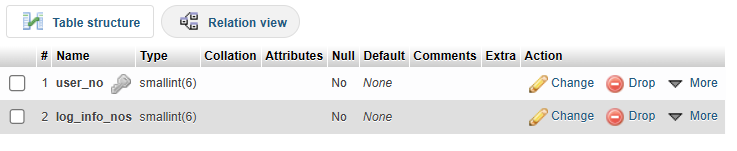 Table structure Relation view
# Name Type Collation Attributes Null Default Comments Extra Action
1 user_no smallint(6) No None Change Drop More
2 log_info_nos smallint(6) No None Change Drop More